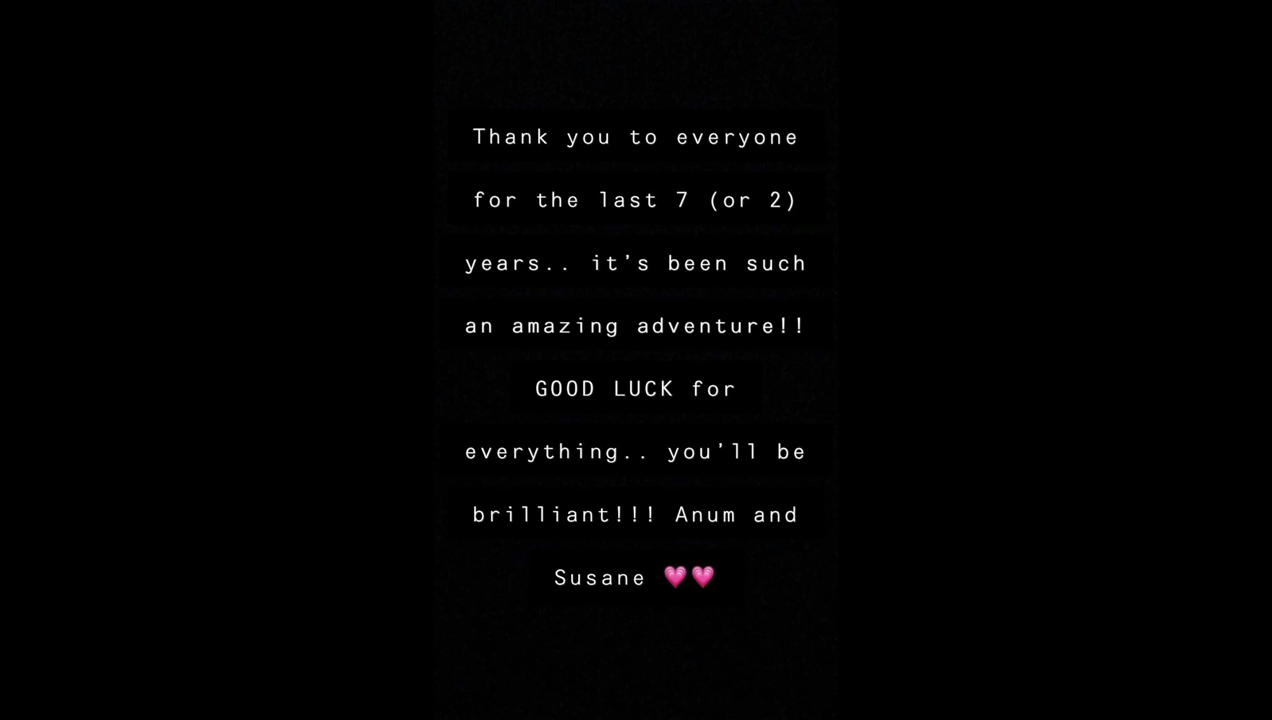 Thank you to everyone
for the last 7 (or 2)
years.. it's been such
an amazing adventure!!
GOOD LUCK for
everything.. you'll be
brilliant!!! Anum and
Susane 💗💗